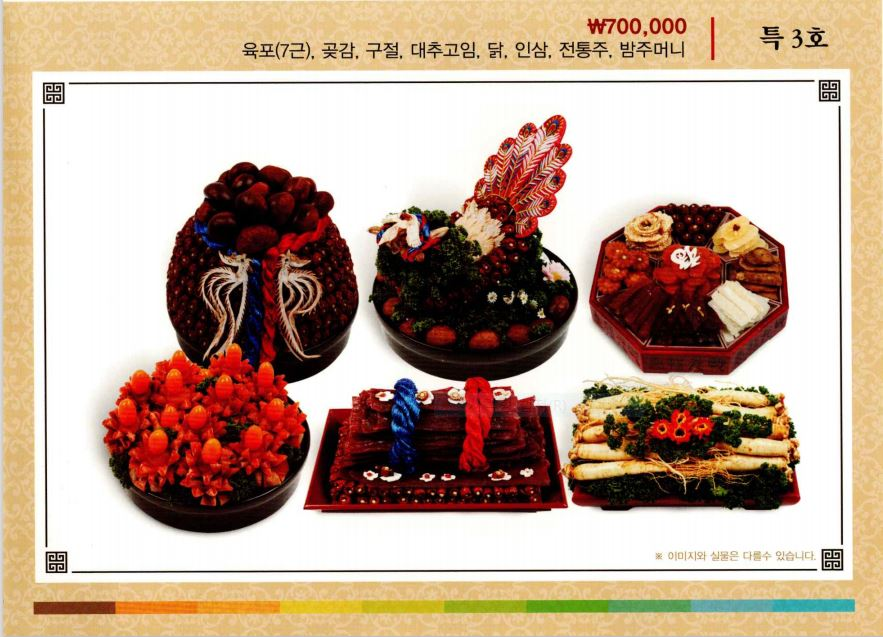 ₩700,000
육포(7근), 곶감, 구절, 대추고임, 닭, 인삼, 전통주, 밤주머니
특 3호
※ 이미지와 실물은 다를수 있습니다.